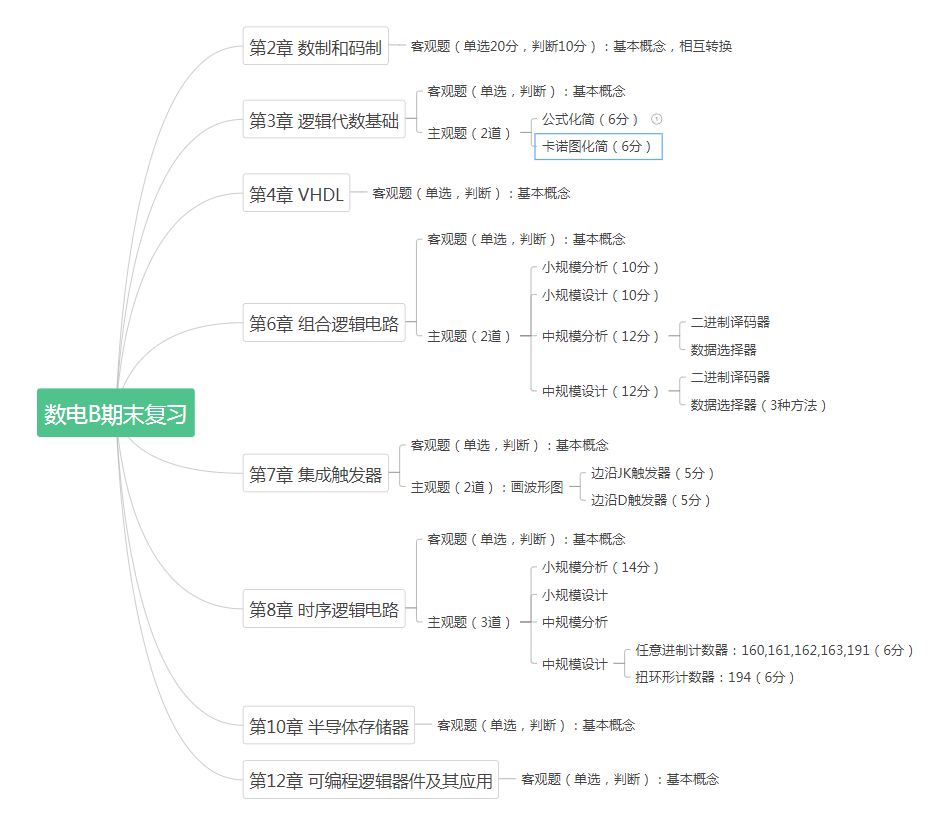 数电B期末复习
第2章 数制和码制
客观题（单选20分，判断10分）：基本概念，相互转换
第3章 逻辑代数基础
客观题（单选，判断）：基本概念
主观题（2道）
公式化简（6分）
卡诺图化简（6分）
第4章 VHDL
客观题（单选，判断）：基本概念
第6章 组合逻辑电路
客观题（单选，判断）：基本概念
主观题（2道）
小规模分析（10分）
小规模设计（10分）
中规模分析（12分）
二进制译码器
数据选择器
中规模设计（12分）
二进制译码器
数据选择器（3种方法）
第7章 集成触发器
客观题（单选，判断）：基本概念
主观题（2道）：画波形图
边沿JK触发器（5分）
边沿D触发器（5分）
第8章 时序逻辑电路
客观题（单选，判断）：基本概念
主观题（3道）
小规模分析（14分）
小规模设计
中规模分析
中规模设计
任意进制计数器：160,161,162,163,191（6分）
扭环形计数器：194（6分）
第10章 半导体存储器
客观题（单选，判断）：基本概念
第12章 可编程逻辑器件及其应用
客观题（单选，判断）：基本概念